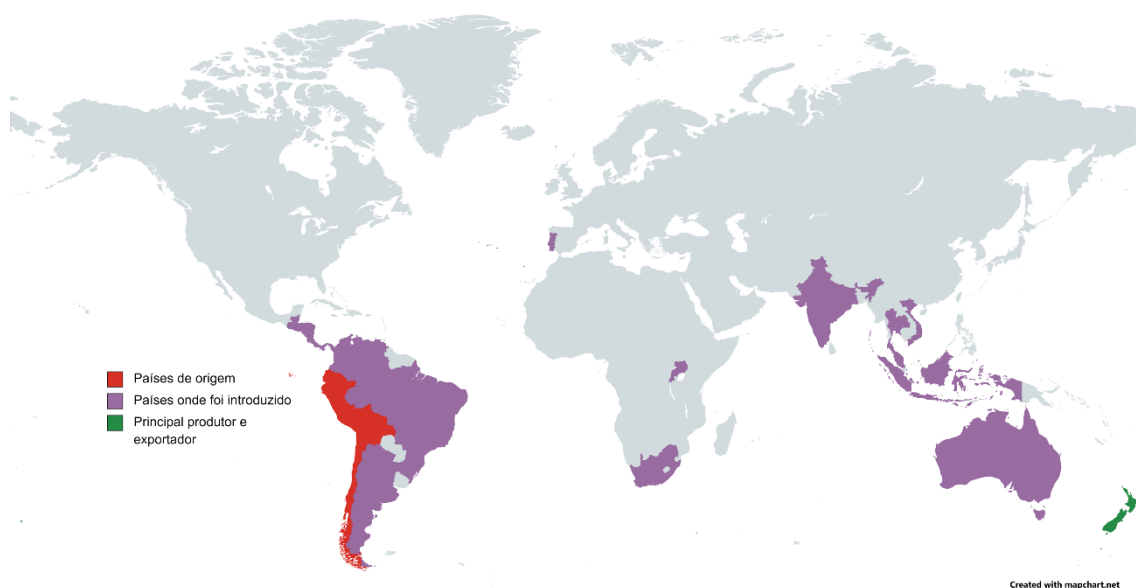 Países de origem
Países onde foi introduzido
Principal produtor e
exportador
Created with mapchart.net